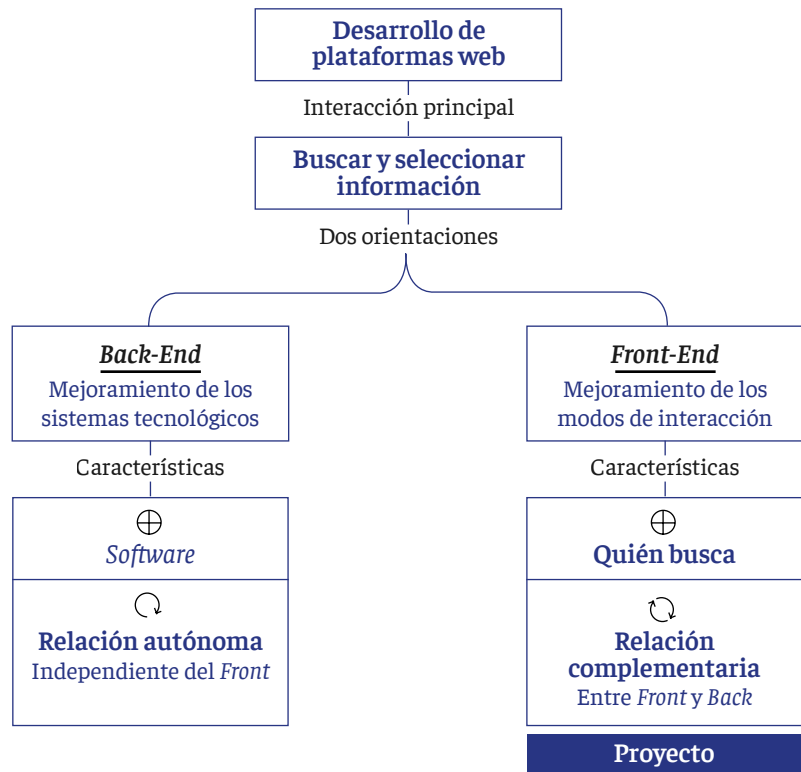 Desarrollo de
plataformas web
Interacción principal
Buscar y seleccionar
información
Dos orientaciones
Back-End
Mejoramiento de los
sistemas tecnológicos
Características
Software
Relación autónoma
Independiente del Front
Front-End
Mejoramiento de los
modos de interacción
Características
Quién busca
Relación
complementaria
Entre Front y Back
Proyecto